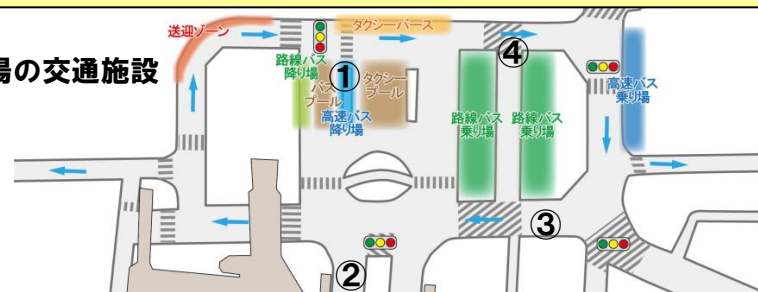 場の交通施設
送迎ゾーン
タクシーバース
路線バス
降り場
①
バス
プール
タクシー
プール
高速バス
降り場
④
路線バス
乗り場
路線バス
乗り場
高速バス
乗り場
③
②